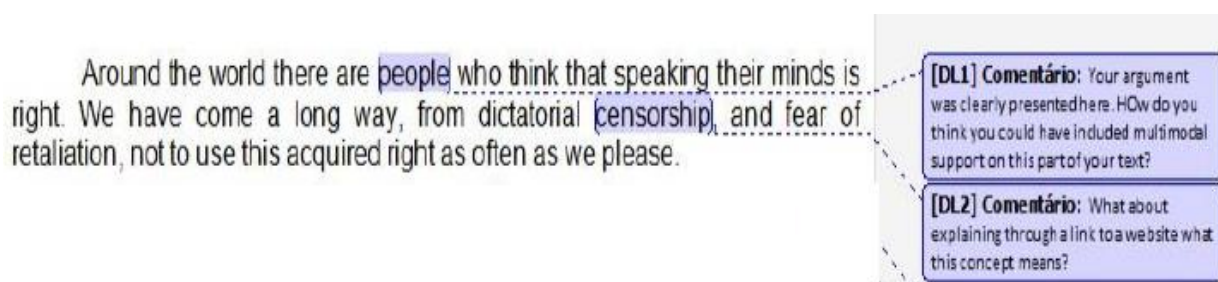 Around the world there are people who think that speaking their minds is
right. We have come a long way, from dictatorial censorship, and fear of
retaliation, not to use this acquired right as often as we please.
[DL1] Comentário: Your argument
was clearly presented here. HOw do you
think you could have included multimodal
support on this part of your text?
[DL2] Comentário: What about
explaining through a link to a website what
this concept means?